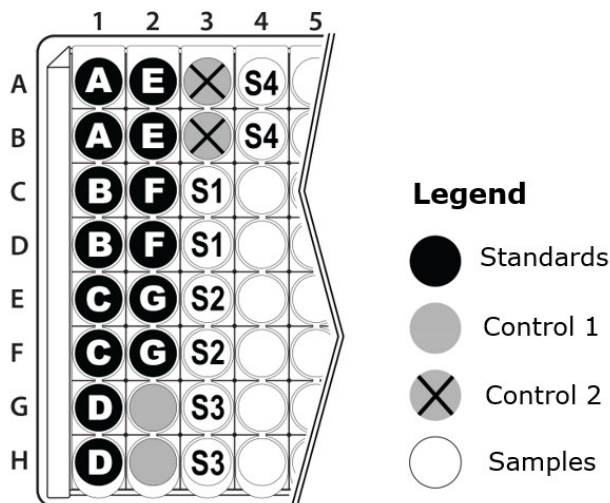 1 2 3 4 5
A A E S4
B A E S4
C B F S1
D B F S1
E C G S2
F C G S2
G D S3
H D S3
Legend
Standards
Control 1
Control 2
Samples